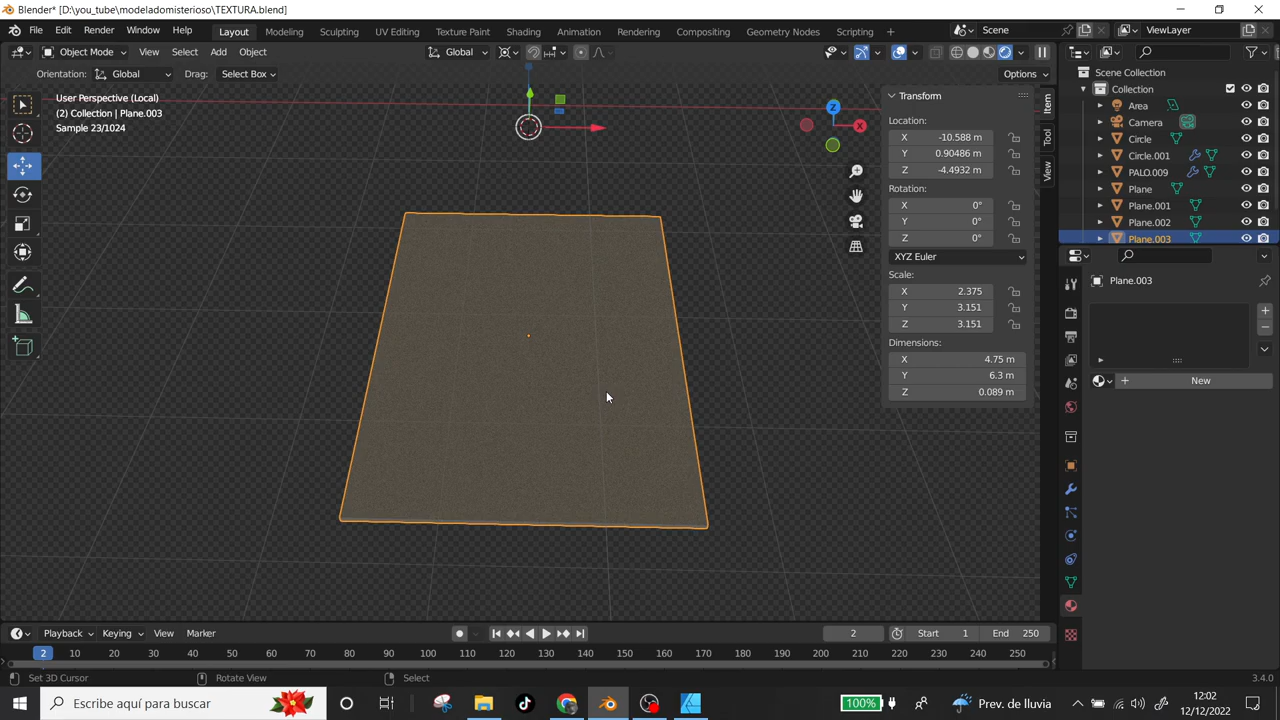 Blender* [D:\you_tube\modeladomisterioso\TEXTURA.blend]
File Edit Render Window Help Layout Modeling Sculpting UV Editing Texture Paint Shading Animation Rendering Compositing Geometry Nodes Scripting + Scene ViewLayer
Object Mode View Select Add Object Global
Orientation: Global Drag: Select Box Options
User Perspective (Local)
(2) Collection | Plane.003
Sample 23/1024
Z
X
Transform
Location:
X -10.588 m
Y 0.90486 m
Z -4.4932 m
Rotation:
X 0°
Y 0°
Z 0°
XYZ Euler
Scale:
X 2.375
Y 3.151
Z 3.151
Dimensions:
X 4.75 m
Y 6.3 m
Z 0.089 m
Item
Tool
View
Scene Collection
Collection
Area
Camera
Circle
Circle.001
PALO.009
Plane
Plane.001
Plane.002
Plane.003
Plane.003
New
Playback Keying View Marker 2 Start 1 End 250
2 10 20 30 40 50 60 70 80 90 100 110 120 130 140 150 160 170 180 190 200 210 220 230 240 250
Set 3D Cursor Rotate View Select 3.4.0
Escribe aquí para buscar 100% Prev. de lluvia 12:02
12/12/2022